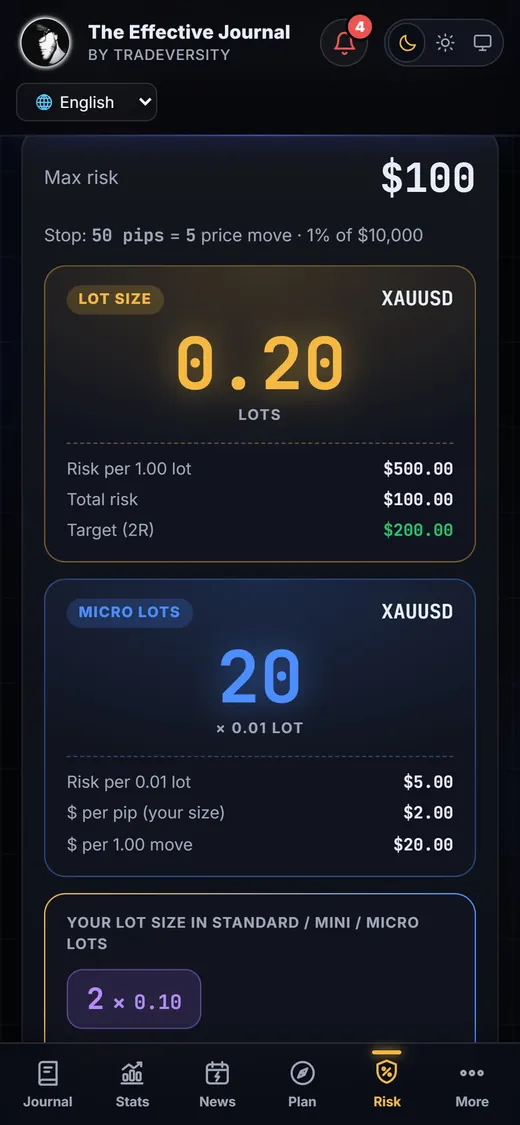 The Effective Journal
BY TRADEVERSITY
4
English
Max risk $100
Stop: 50 pips = 5 price move · 1% of $10,000
LOT SIZE XAUUSD
0.20
LOTS
Risk per 1.00 lot $500.00
Total risk $100.00
Target (2R) $200.00
MICRO LOTS XAUUSD
20
× 0.01 LOT
Risk per 0.01 lot $5.00
$ per pip (your size) $2.00
$ per 1.00 move $20.00
YOUR LOT SIZE IN STANDARD / MINI / MICRO
LOTS
2 × 0.10
Journal Stats News Plan Risk More